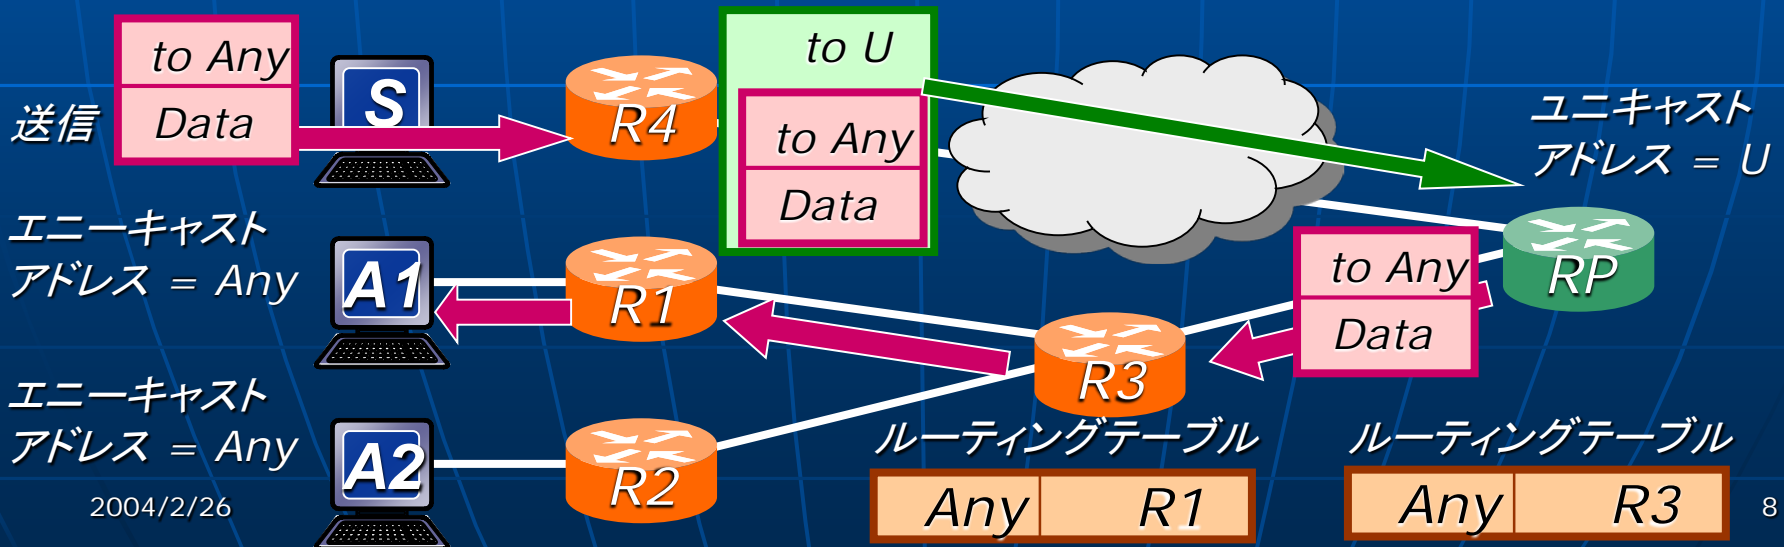 送信
to Any
Data
S
R4
to U
to Any
Data
ユニキャスト
アドレス = U
エニーキャスト
アドレス = Any
A1
R1
to Any
Data
RP
R3
エニーキャスト
アドレス = Any
A2
R2
ルーティングテーブル
Any R1
ルーティングテーブル
Any R3
2004/2/26
8